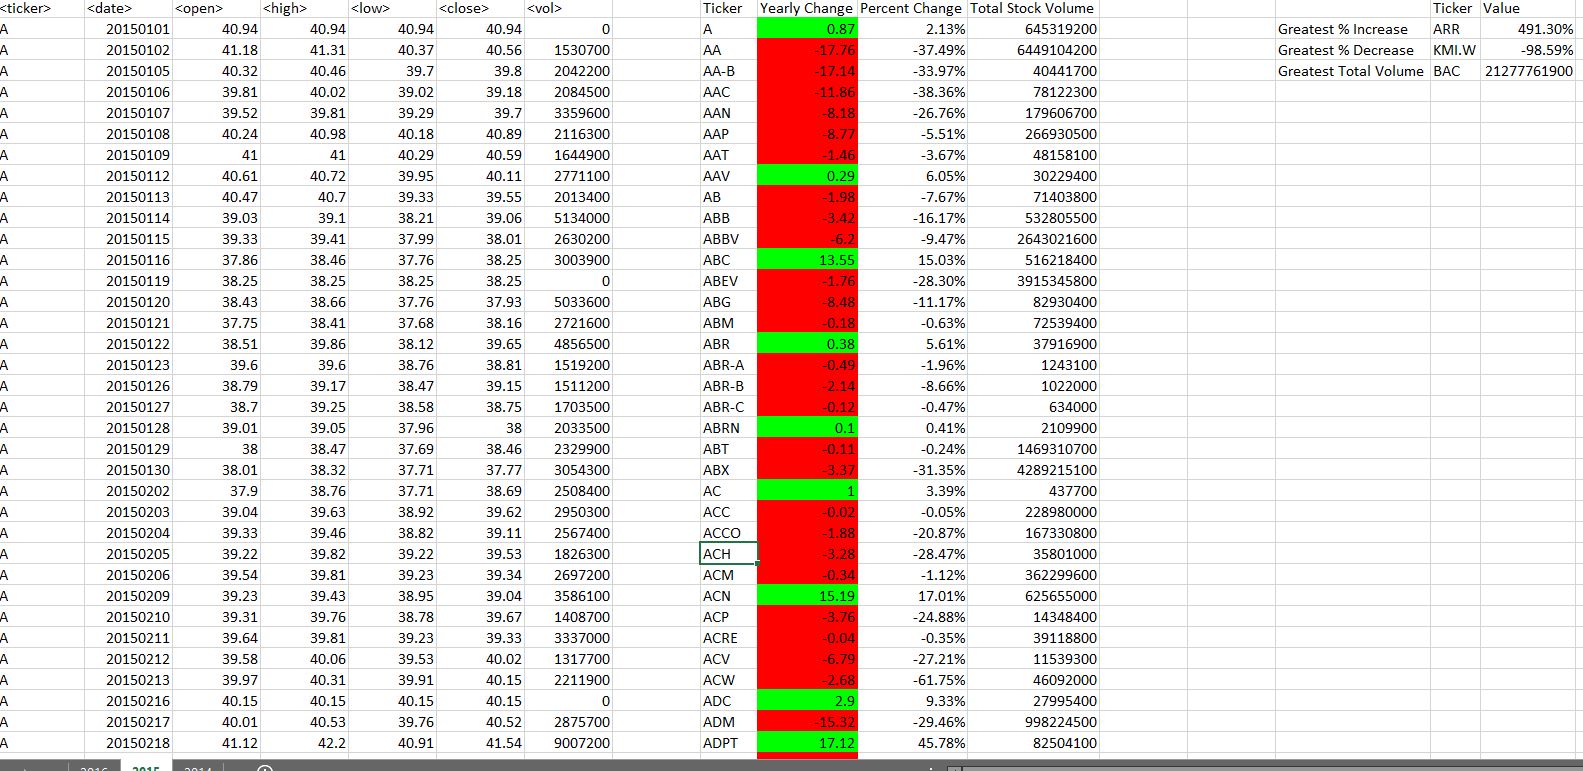 <ticker> <date> <open> <high> <low> <close> <vol> Ticker Yearly Change Percent Change Total Stock Volume Ticker Value
A 20150101 40.94 40.94 40.94 40.94 0 A 0.87 2.13% 645319200 Greatest % Increase ARR 491.30%
A 20150102 41.18 41.31 40.37 40.56 1530700 AA -17.76 -37.49% 6449104200 Greatest % Decrease KMI.W -98.59%
A 20150105 40.32 40.46 39.7 39.8 2042200 AA-B -17.14 -33.97% 40441700 Greatest Total Volume BAC 21277761900
A 20150106 39.81 40.02 39.02 39.18 2084500 AAC -11.86 -38.36% 78122300
A 20150107 39.52 39.81 39.29 39.7 3359600 AAN -8.18 -26.76% 179606700
A 20150108 40.24 40.98 40.18 40.89 2116300 AAP -8.77 -5.51% 266930500
A 20150109 41 41 40.29 40.59 1644900 AAT -1.46 -3.67% 48158100
A 20150112 40.61 40.72 39.95 40.11 2771100 AAV 0.29 6.05% 30229400
A 20150113 40.47 40.7 39.33 39.55 2013400 AB -1.98 -7.67% 71403800
A 20150114 39.03 39.1 38.21 39.06 5134000 ABB -3.42 -16.17% 532805500
A 20150115 39.33 39.41 37.99 38.01 2630200 ABBV -6.2 -9.47% 2643021600
A 20150116 37.86 38.46 37.76 38.25 3003900 ABC 13.55 15.03% 516218400
A 20150119 38.25 38.25 38.25 38.25 0 ABEV -1.76 -28.30% 3915345800
A 20150120 38.43 38.66 37.76 37.93 5033600 ABG -8.48 -11.17% 82930400
A 20150121 37.75 38.41 37.68 38.16 2721600 ABM -0.18 -0.63% 72539400
A 20150122 38.51 39.86 38.12 39.65 4856500 ABR 0.38 5.61% 37916900
A 20150123 39.6 39.6 38.76 38.81 1519200 ABR-A -0.49 -1.96% 1243100
A 20150126 38.79 39.17 38.47 39.15 1511200 ABR-B -2.14 -8.66% 1022000
A 20150127 38.7 39.25 38.58 38.75 1703500 ABR-C -0.12 -0.47% 634000
A 20150128 39.01 39.05 37.96 38 2033500 ABRN 0.1 0.41% 2109900
A 20150129 38 38.47 37.69 38.46 2329900 ABT -0.11 -0.24% 1469310700
A 20150130 38.01 38.32 37.71 37.77 3054300 ABX -3.37 -31.35% 4289215100
A 20150202 37.9 38.76 37.71 38.69 2508400 AC 1 3.39% 437700
A 20150203 39.04 39.63 38.92 39.62 2950300 ACC -0.02 -0.05% 228980000
A 20150204 39.33 39.46 38.82 39.11 2567400 ACCO -1.88 -20.87% 167330800
A 20150205 39.22 39.82 39.22 39.53 1826300 ACH -3.28 -28.47% 35801000
A 20150206 39.54 39.81 39.23 39.34 2697200 ACM -0.34 -1.12% 362299600
A 20150209 39.23 39.43 38.95 39.04 3586100 ACN 15.19 17.01% 625655000
A 20150210 39.31 39.76 38.78 39.67 1408700 ACP -3.76 -24.88% 14348400
A 20150211 39.64 39.81 39.23 39.33 3337000 ACRE -0.04 -0.35% 39118800
A 20150212 39.58 40.06 39.53 40.02 1317700 ACV -6.79 -27.21% 11539300
A 20150213 39.97 40.31 39.91 40.15 2211900 ACW -2.68 -61.75% 46092000
A 20150216 40.15 40.15 40.15 40.15 0 ADC 2.9 9.33% 27995400
A 20150217 40.01 40.53 39.76 40.52 2875700 ADM -15.32 -29.46% 998224500
A 20150218 41.12 42.2 40.91 41.54 9007200 ADPT 17.12 45.78% 82504100
2016 2015 2014